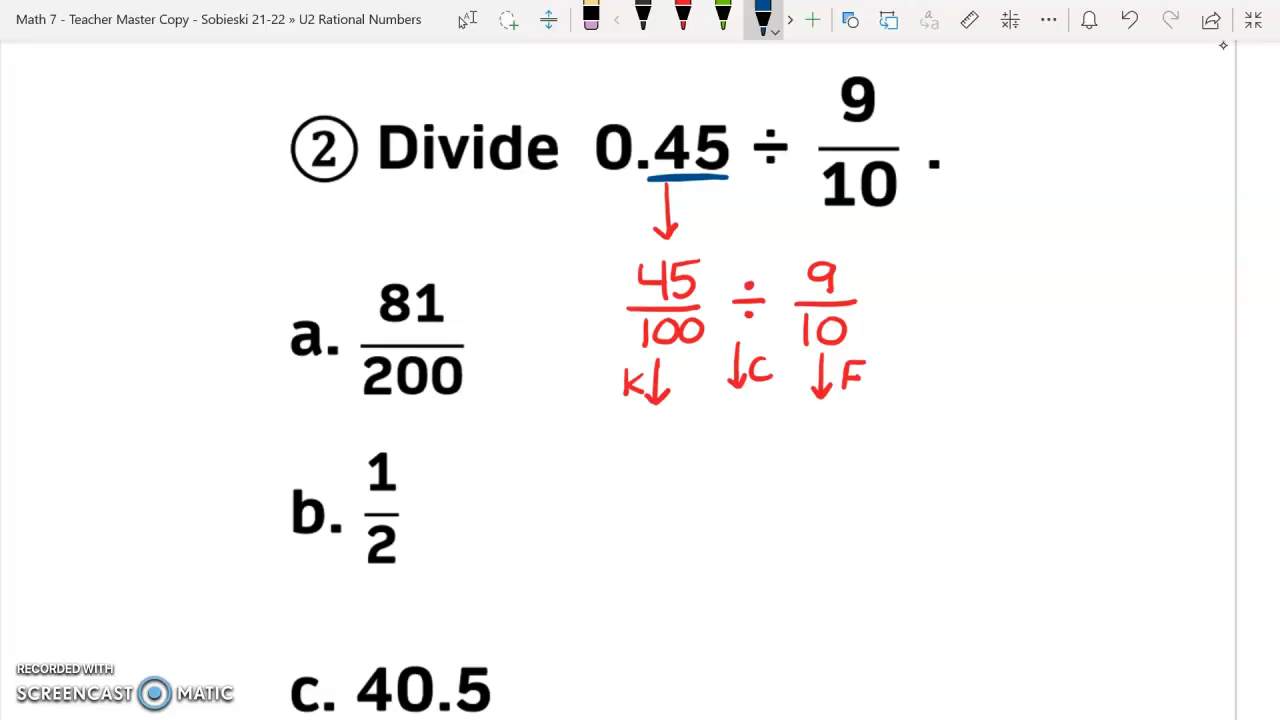 Math 7 - Teacher Master Copy - Sobieski 21-22 » U2 Rational Numbers
② Divide 0.45 ÷ 9/10 .
45/100 ÷ 9/10
K↓ ↓C ↓F
a. 81/200
b. 1/2
c. 40.5
RECORDED WITH
SCREENCAST MATIC